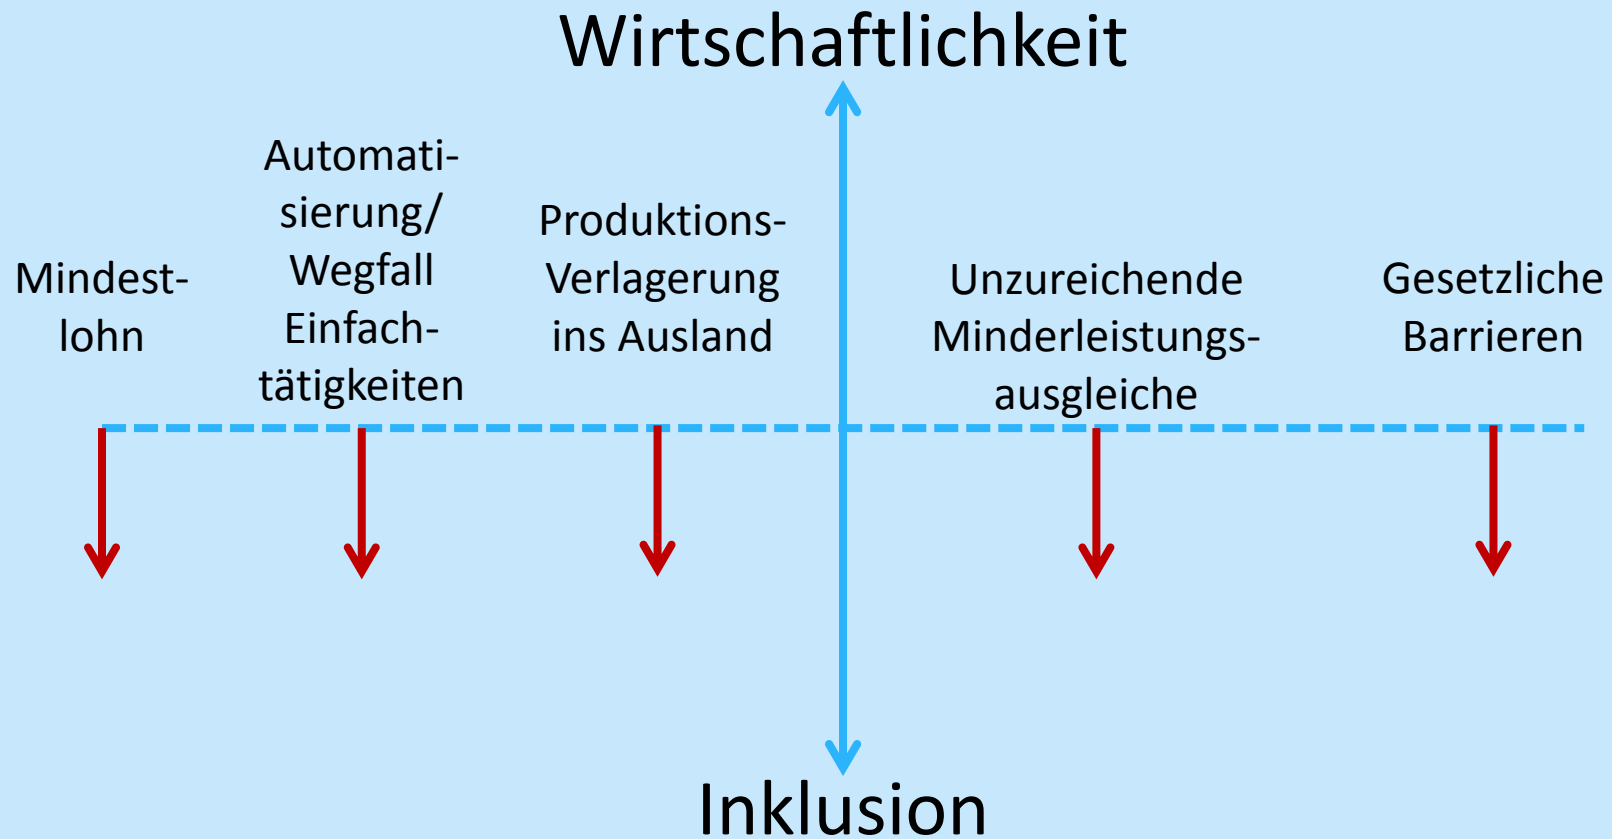 Wirtschaftlichkeit
Mindest-
lohn
Automati-
sierung/
Wegfall
Einfach-
tätigkeiten
Produktions-
Verlagerung
ins Ausland
Unzureichende
Minderleistungs-
ausgleiche
Gesetzliche
Barrieren
Inklusion